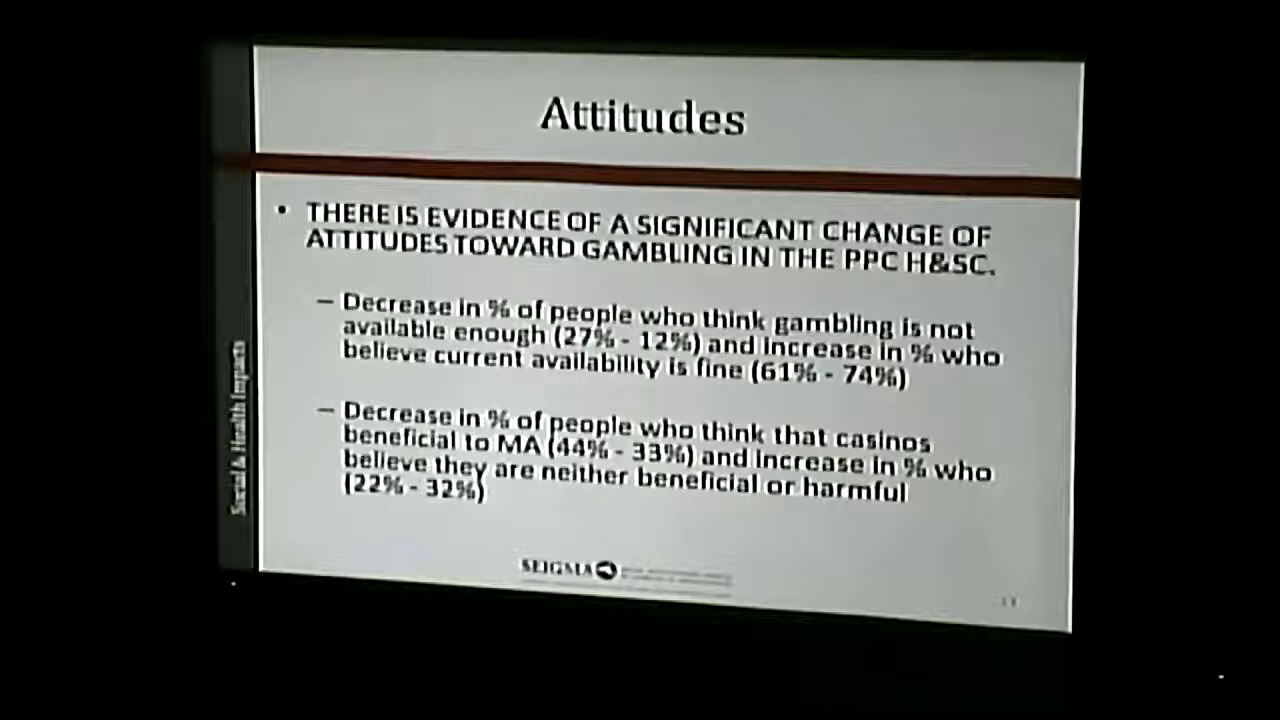 Attitudes
• THERE IS EVIDENCE OF A SIGNIFICANT CHANGE OF
ATTITUDES TOWARD GAMBLING IN THE PPC H&SC.
– Decrease in % of people who think gambling is not
available enough (27% - 12%) and increase in % who
believe current availability is fine (61% - 74%)
– Decrease in % of people who think that casinos
beneficial to MA (44% - 33%) and increase in % who
believe they are neither beneficial or harmful
(22% - 32%)
Social & Health Impacts
SEIGMA